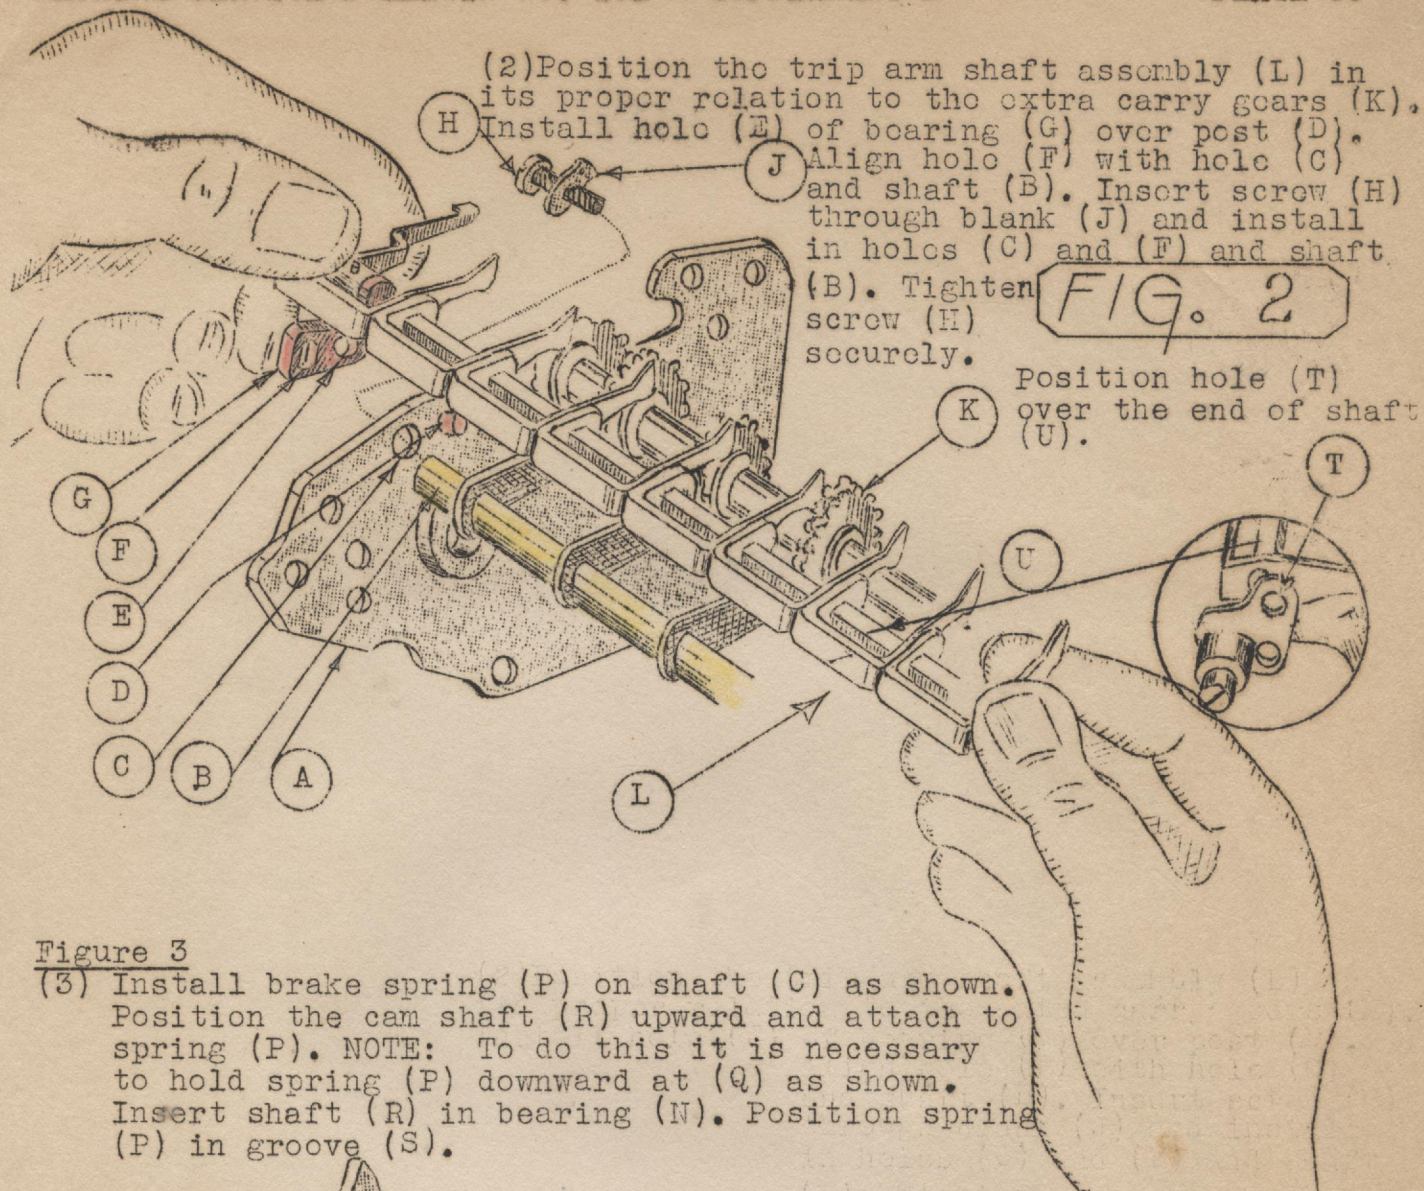 (2)Position the trip arm shaft assembly (L) in
its proper relation to the extra carry gears (K).
Install hole (E) of bearing (G) over post (D).
Align hole (F) with hole (C)
and shaft (B). Insert screw (H)
through blank (J) and install
in holes (C) and (F) and shaft
(B). Tighten
screw (H)
securely.
FIG. 2
Position hole (T)
over the end of shaft
(U).
H
J
K
T
U
G
F
E
D
C
B
A
L
Figure 3
(3) Install brake spring (P) on shaft (C) as shown.
Position the cam shaft (R) upward and attach to
spring (P). NOTE: To do this it is necessary
to hold spring (P) downward at (Q) as shown.
Insert shaft (R) in bearing (N). Position spring
(P) in groove (S).